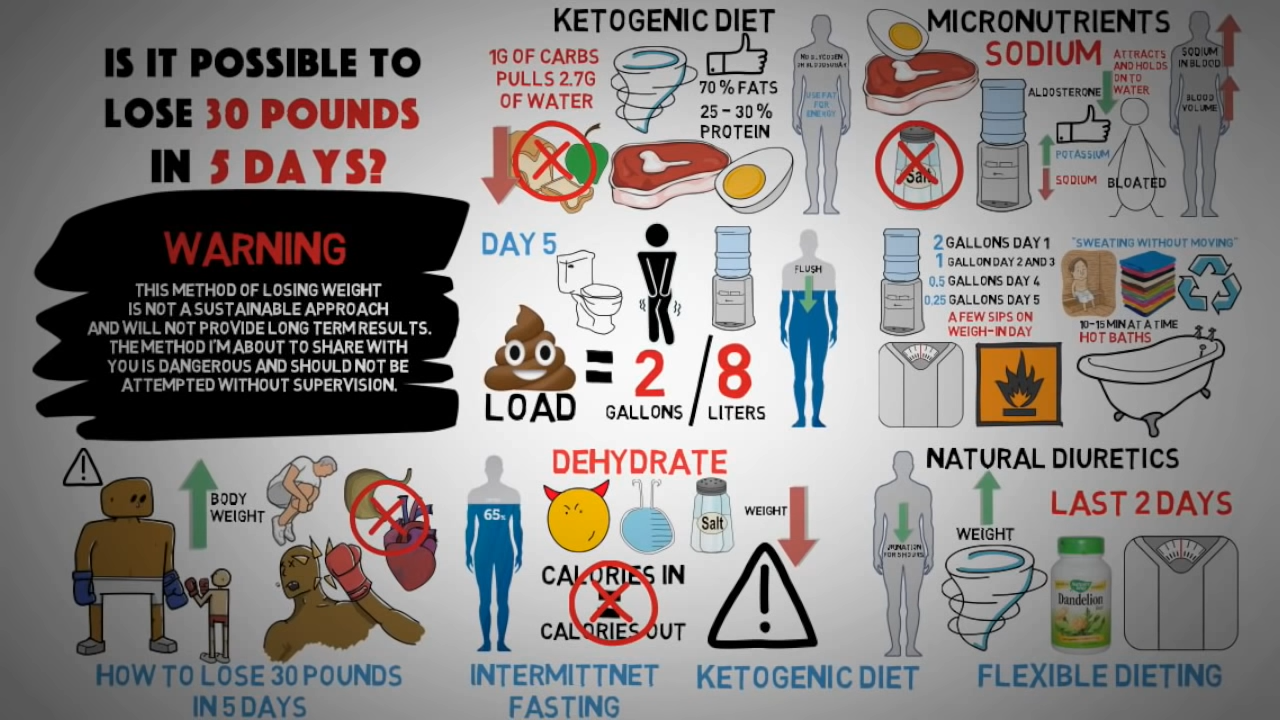 IS IT POSSIBLE TO
LOSE 30 POUNDS
IN 5 DAYS?
WARNING
THIS METHOD OF LOSING WEIGHT
IS NOT A SUSTAINABLE APPROACH
AND WILL NOT PROVIDE LONG TERM RESULTS.
THE METHOD I'M ABOUT TO SHARE WITH
YOU IS DANGEROUS AND SHOULD NOT BE
ATTEMPTED WITHOUT SUPERVISION.
KETOGENIC DIET
1G OF CARBS
PULLS 2.7G
OF WATER
70 % FATS
25 - 30 %
PROTEIN
USE FAT
FOR
ENERGY
MICRONUTRIENTS
SODIUM
ATTRACTS
AND HOLDS
ON TO
WATER
ALDOSTERONE
Salt
POTASSIUM
SODIUM
BLOATED
SODIUM
IN BLOOD
BLOOD
VOLUME
DAY 5
LOAD
=
2 / 8
GALLONS
LITERS
FLUSH
2 GALLONS DAY 1
1 GALLON DAY 2 AND 3
0.5 GALLONS DAY 4
0.25 GALLONS DAY 5
A FEW SIPS ON
WEIGH-IN DAY
"SWEATING WITHOUT MOVING"
10-15 MIN AT A TIME
HOT BATHS
BODY
WEIGHT
HOW TO LOSE 30 POUNDS
IN 5 DAYS
DEHYDRATE
65%
Salt
WEIGHT
CALORIES IN
CALORIES OUT
INTERMITTNET
FASTING
KETOGENIC DIET
NATURAL DIURETICS
LAST 2 DAYS
WEIGHT
Dandelion
FLEXIBLE DIETING